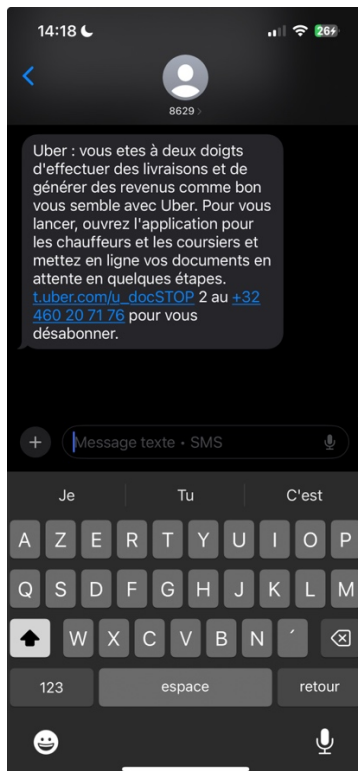 14:18
26
8629 >
Uber : vous etes à deux doigts
d'effectuer des livraisons et de
générer des revenus comme bon
vous semble avec Uber. Pour vous
lancer, ouvrez l'application pour
les chauffeurs et les coursiers et
mettez en ligne vos documents en
attente en quelques étapes.
t.uber.com/u_docSTOP 2 au +32
460 20 71 76 pour vous
désabonner.
Message texte • SMS
Je Tu C'est
A Z E R T Y U I O P
Q S D F G H J K L M
W X C V B N ´
123 espace retour